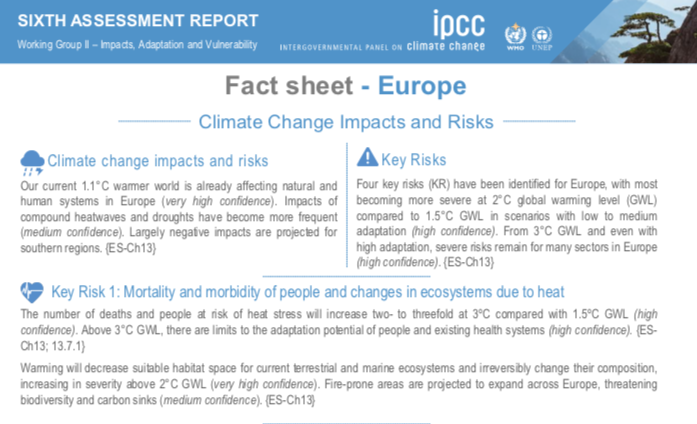 SIXTH ASSESSMENT REPORT
Working Group II – Impacts, Adaptation and Vulnerability
ipcc
INTERGOVERNMENTAL PANEL ON climate change
WHO
UNEP
Fact sheet - Europe
Climate Change Impacts and Risks
Climate change impacts and risks
Our current 1.1°C warmer world is already affecting natural and
human systems in Europe (very high confidence). Impacts of
compound heatwaves and droughts have become more frequent
(medium confidence). Largely negative impacts are projected for
southern regions. {ES-Ch13}
Key Risks
Four key risks (KR) have been identified for Europe, with most
becoming more severe at 2°C global warming level (GWL)
compared to 1.5°C GWL in scenarios with low to medium
adaptation (high confidence). From 3°C GWL and even with
high adaptation, severe risks remain for many sectors in Europe
(high confidence). {ES-Ch13}
Key Risk 1: Mortality and morbidity of people and changes in ecosystems due to heat
The number of deaths and people at risk of heat stress will increase two- to threefold at 3ºC compared with 1.5ºC GWL (high
confidence). Above 3°C GWL, there are limits to the adaptation potential of people and existing health systems (high confidence). {ES-
Ch13; 13.7.1}
Warming will decrease suitable habitat space for current terrestrial and marine ecosystems and irreversibly change their composition,
increasing in severity above 2°C GWL (very high confidence). Fire-prone areas are projected to expand across Europe, threatening
biodiversity and carbon sinks (medium confidence). {ES-Ch13}